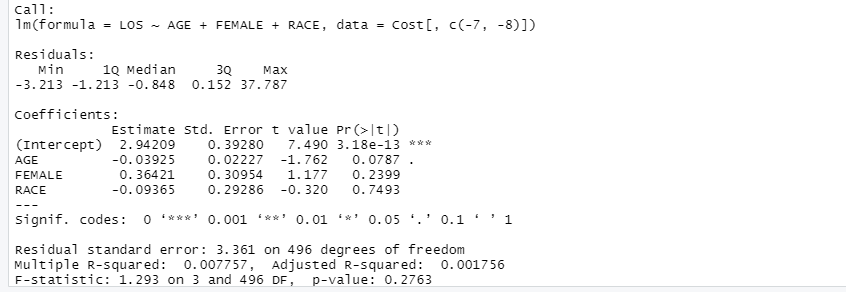 Call:
lm(formula = LOS ~ AGE + FEMALE + RACE, data = Cost[, c(-7, -8)])
Residuals:
Min 1Q Median 3Q Max
-3.213 -1.213 -0.848 0.152 37.787
Coefficients:
Estimate Std. Error t value Pr(>|t|)
(Intercept) 2.94209 0.39280 7.490 3.18e-13 ***
AGE -0.03925 0.02227 -1.762 0.0787 .
FEMALE 0.36421 0.30954 1.177 0.2399
RACE -0.09365 0.29286 -0.320 0.7493
---
Signif. codes: 0 ‘***’ 0.001 ‘**’ 0.01 ‘*’ 0.05 ‘.’ 0.1 ‘ ’ 1
Residual standard error: 3.361 on 496 degrees of freedom
Multiple R-squared: 0.007757, Adjusted R-squared: 0.001756
F-statistic: 1.293 on 3 and 496 DF, p-value: 0.2763